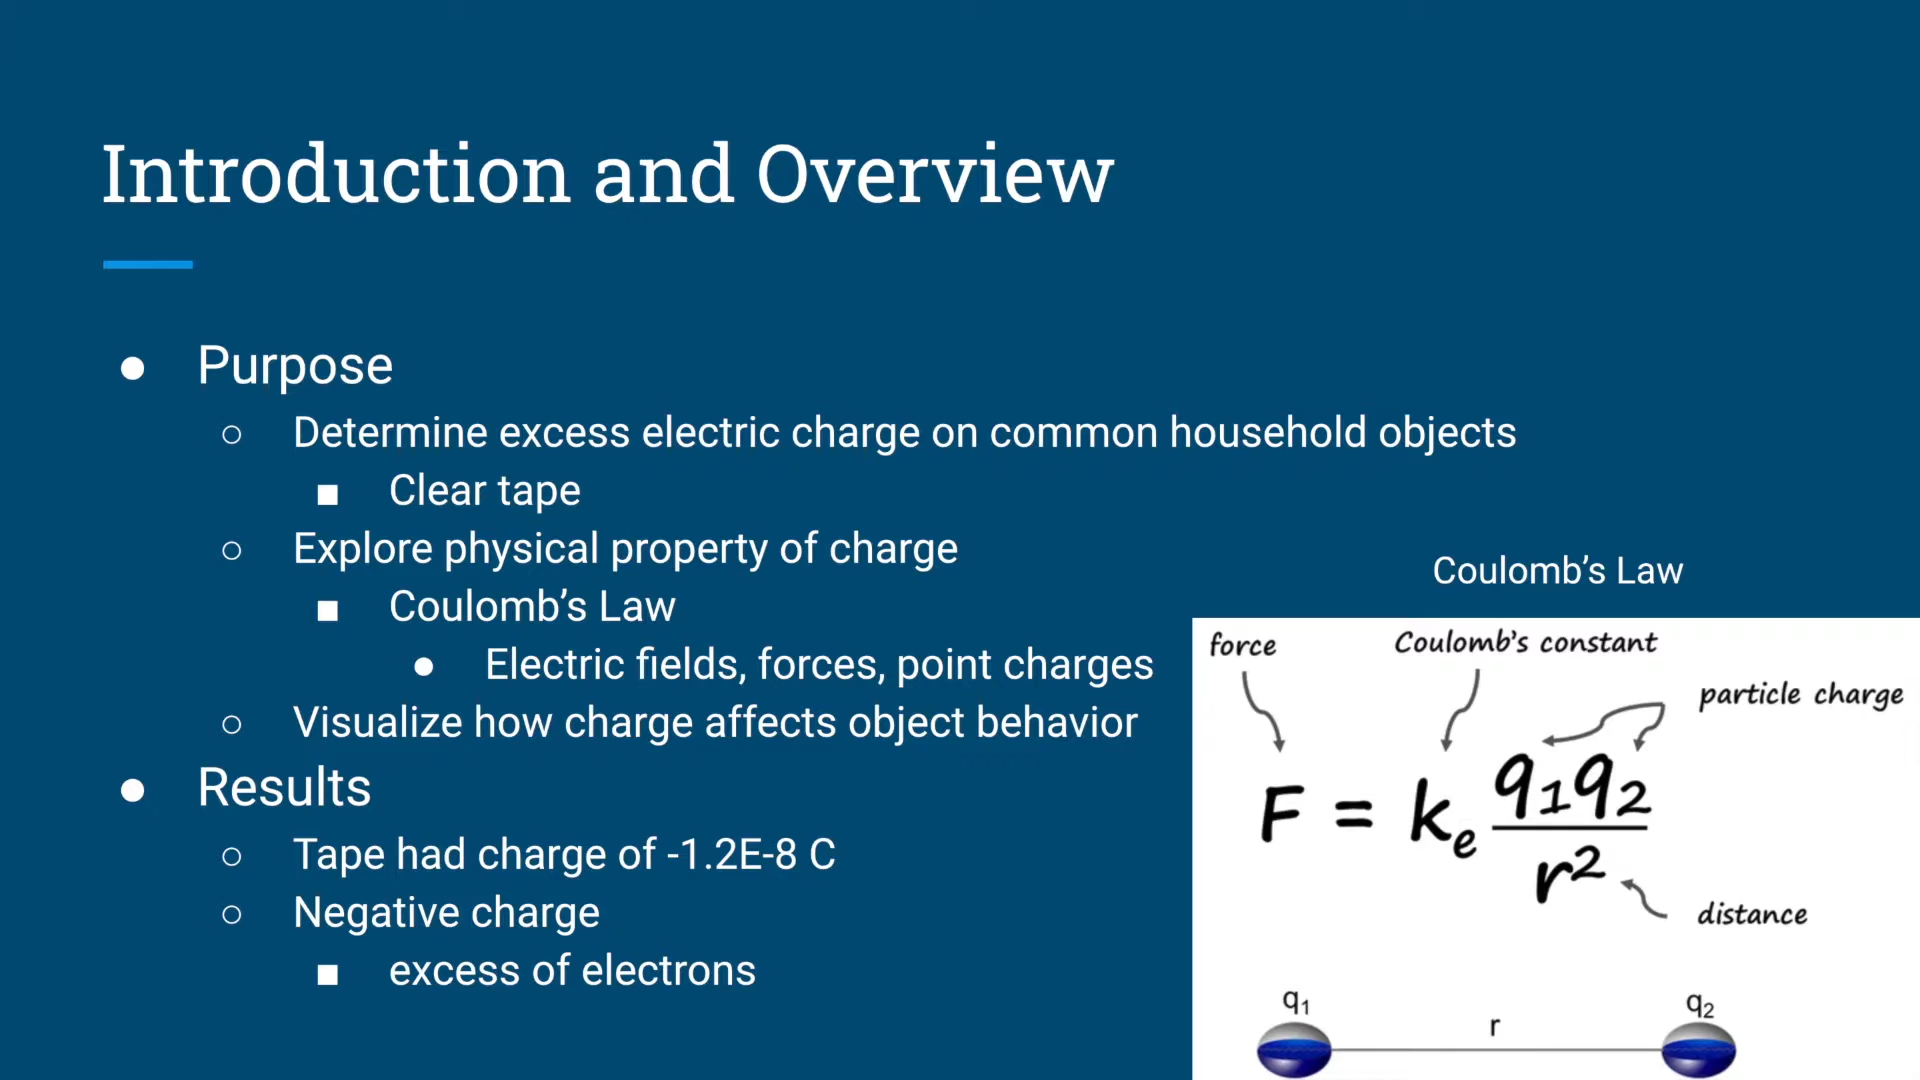 Introduction and Overview
● Purpose
○ Determine excess electric charge on common household objects
■ Clear tape
○ Explore physical property of charge
■ Coulomb’s Law
● Electric fields, forces, point charges
○ Visualize how charge affects object behavior
● Results
○ Tape had charge of -1.2E-8 C
○ Negative charge
■ excess of electrons
Coulomb’s Law
force
Coulomb's constant
particle charge
F = kₑ q₁q₂ / r²
distance
q₁
r
q₂